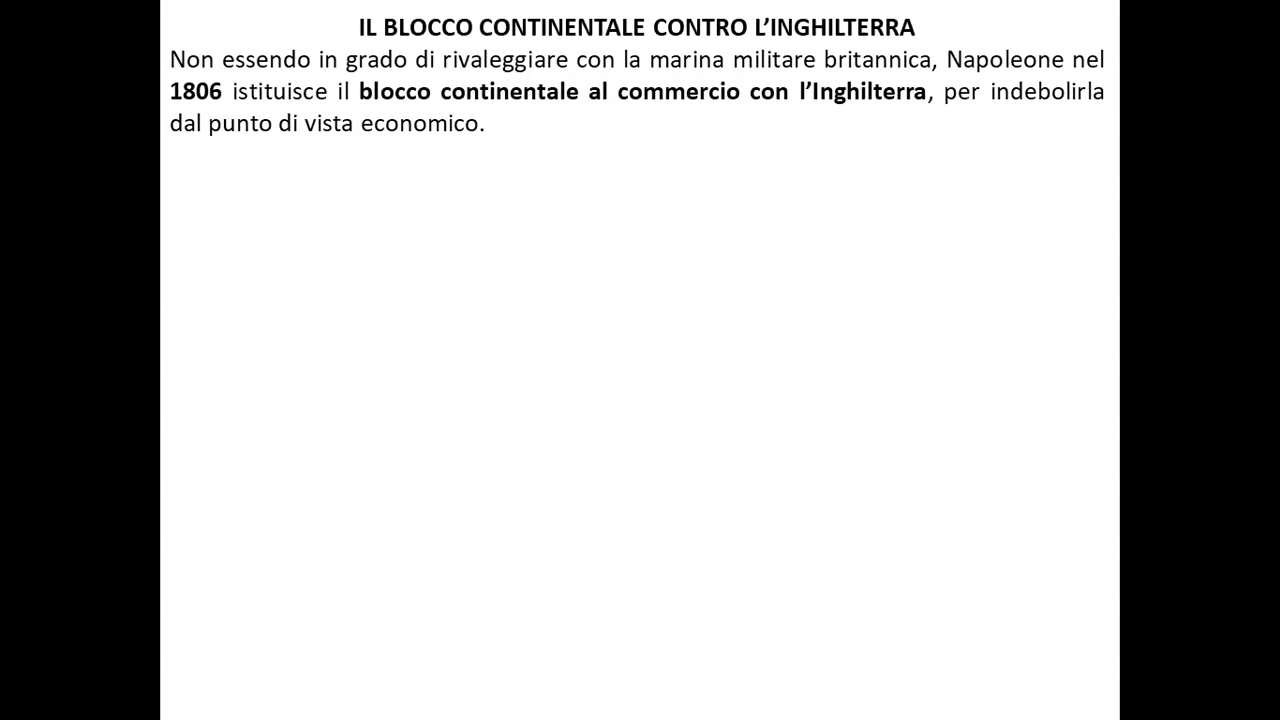 IL BLOCCO CONTINENTALE CONTRO L’INGHILTERRA
Non essendo in grado di rivaleggiare con la marina militare britannica, Napoleone nel
1806 istituisce il blocco continentale al commercio con l’Inghilterra, per indebolirla
dal punto di vista economico.